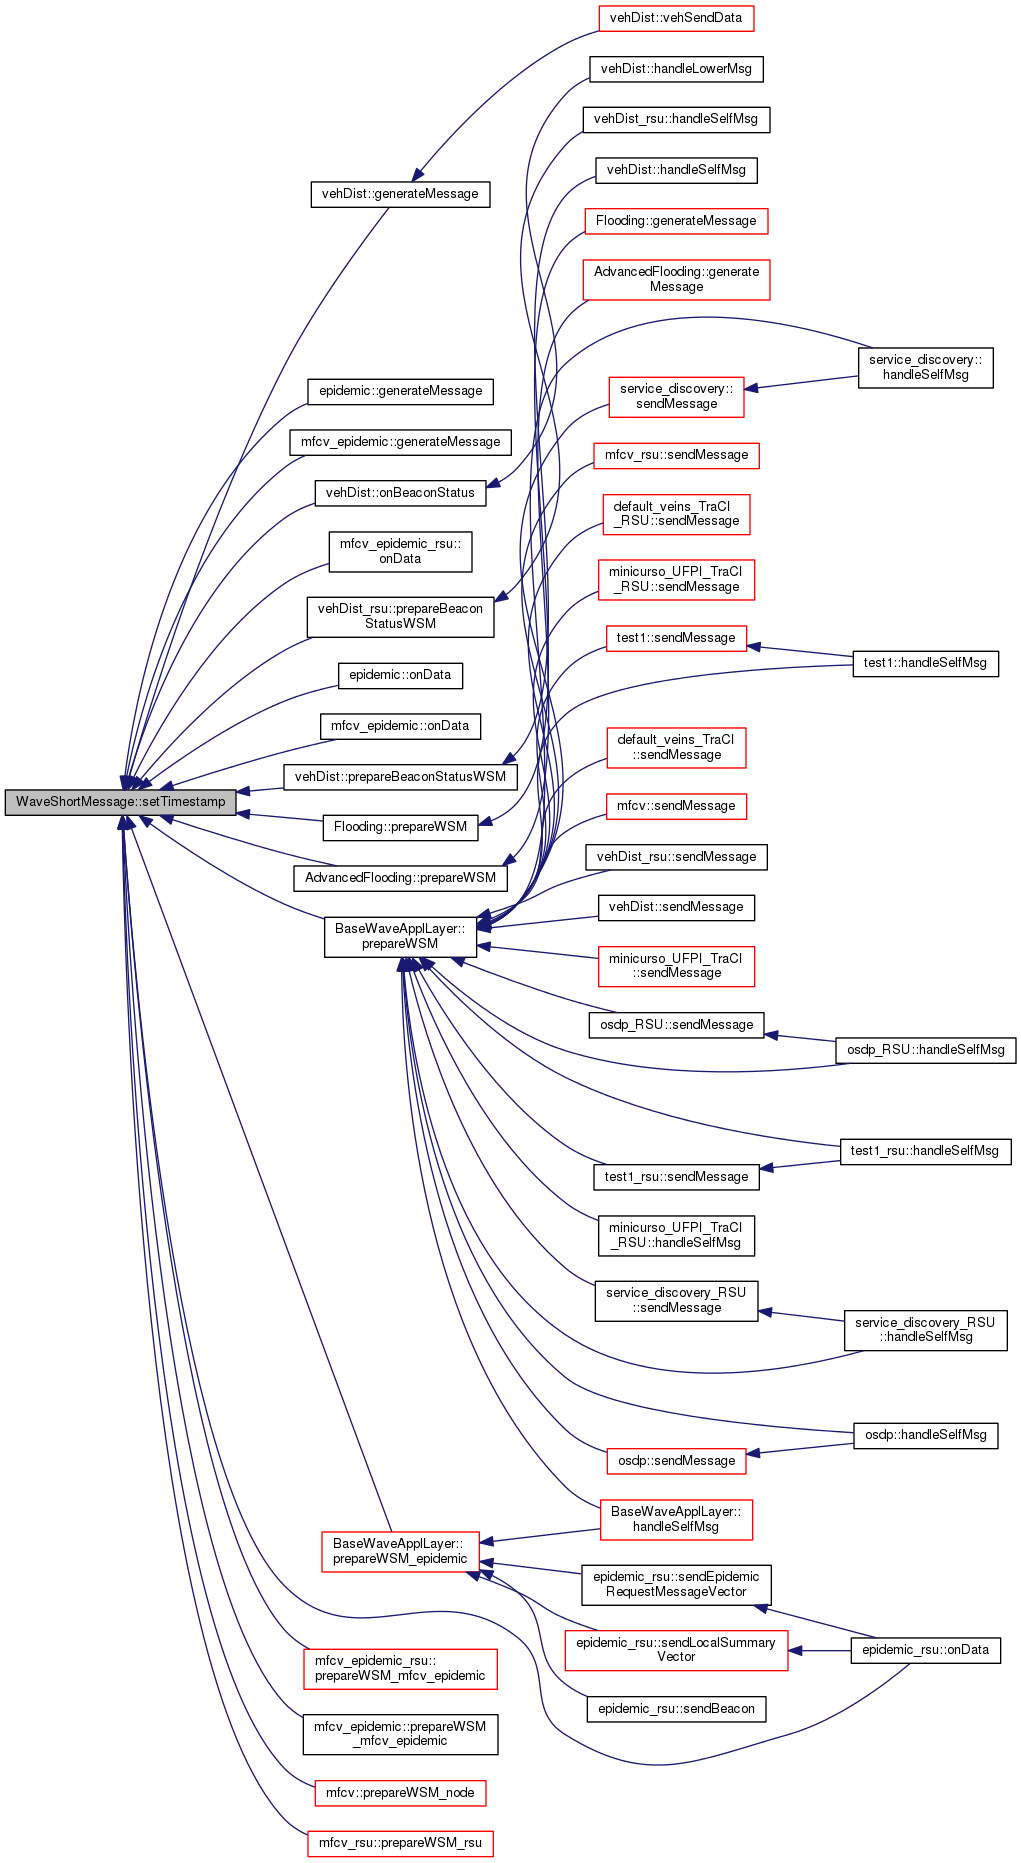 vehDist::vehSendData
vehDist::handleLowerMsg
vehDist_rsu::handleSelfMsg
vehDist::handleSelfMsg
vehDist::generateMessage
Flooding::generateMessage
AdvancedFlooding::generate
Message
service_discovery::
handleSelfMsg
epidemic::generateMessage
service_discovery::
sendMessage
mfcv_epidemic::generateMessage
mfcv_rsu::sendMessage
vehDist::onBeaconStatus
default_veins_TraCI
_RSU::sendMessage
mfcv_epidemic_rsu::
onData
minicurso_UFPI_TraCI
_RSU::sendMessage
vehDist_rsu::prepareBeacon
StatusWSM
test1::sendMessage
test1::handleSelfMsg
epidemic::onData
mfcv_epidemic::onData
default_veins_TraCI
::sendMessage
vehDist::prepareBeaconStatusWSM
WaveShortMessage::setTimestamp
mfcv::sendMessage
Flooding::prepareWSM
vehDist_rsu::sendMessage
AdvancedFlooding::prepareWSM
vehDist::sendMessage
BaseWaveApplLayer::
prepareWSM
minicurso_UFPI_TraCI
::sendMessage
osdp_RSU::sendMessage
osdp_RSU::handleSelfMsg
test1_rsu::handleSelfMsg
test1_rsu::sendMessage
minicurso_UFPI_TraCI
_RSU::handleSelfMsg
service_discovery_RSU
::sendMessage
service_discovery_RSU
::handleSelfMsg
osdp::handleSelfMsg
osdp::sendMessage
BaseWaveApplLayer::
handleSelfMsg
BaseWaveApplLayer::
prepareWSM_epidemic
epidemic_rsu::sendEpidemic
RequestMessageVector
epidemic_rsu::sendLocalSummary
Vector
epidemic_rsu::onData
mfcv_epidemic_rsu::
prepareWSM_mfcv_epidemic
epidemic_rsu::sendBeacon
mfcv_epidemic::prepareWSM
_mfcv_epidemic
mfcv::prepareWSM_node
mfcv_rsu::prepareWSM_rsu